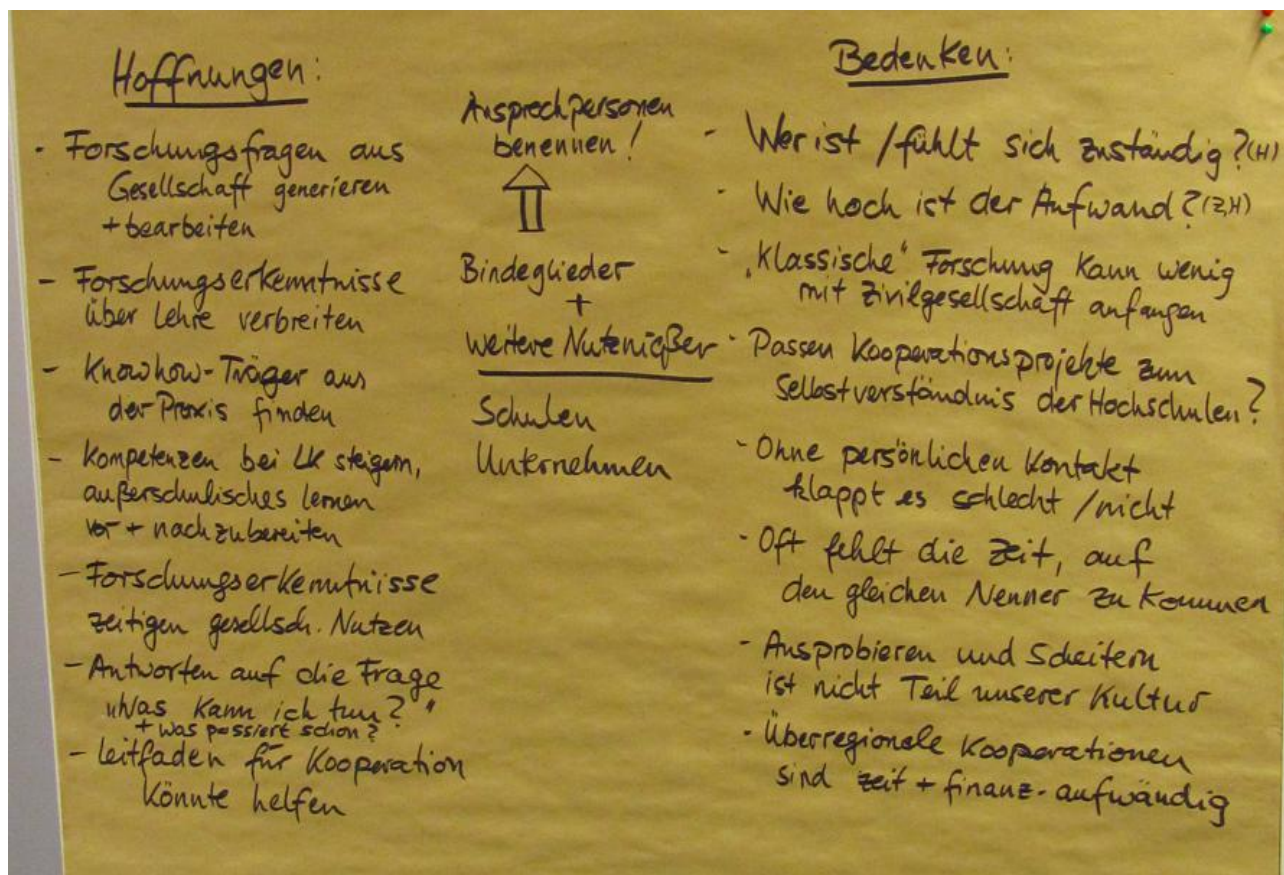 Hoffnungen:
- Forschungsfragen aus
Gesellschaft generieren
+ bearbeiten
- Forschungserkenntnisse
über Lehre verbreiten
- Knowhow-Träger aus
der Praxis finden
- Kompetenzen bei LK steigern,
außerschulisches lernen
vor + nachzubereiten
- Forschungserkenntnisse
zeitigen gesellsch. Nutzen
- Antworten auf die Frage
"Was kann ich tun?"
+ was passiert schon?
- Leitfaden für Kooperation
könnte helfen
Ansprechpersonen
benennen!
⇑
Bindeglieder
+
weitere Nutznießer
Schulen
Unternehmen
Bedenken:
- Wer ist / fühlt sich zuständig? (H)
- Wie hoch ist der Aufwand? (Z,H)
- „Klassische“ Forschung kann wenig
mit Zivilgesellschaft anfangen
- Passen Kooperationsprojekte zum
Selbstverständnis der Hochschulen?
- Ohne persönlichen Kontakt
klappt es schlecht / nicht
- Oft fehlt die Zeit, auf
den gleichen Nenner zu kommen
- Ausprobieren und Scheitern
ist nicht Teil unserer Kultur
- Überregionale Kooperationen
sind zeit + finanz-aufwändig